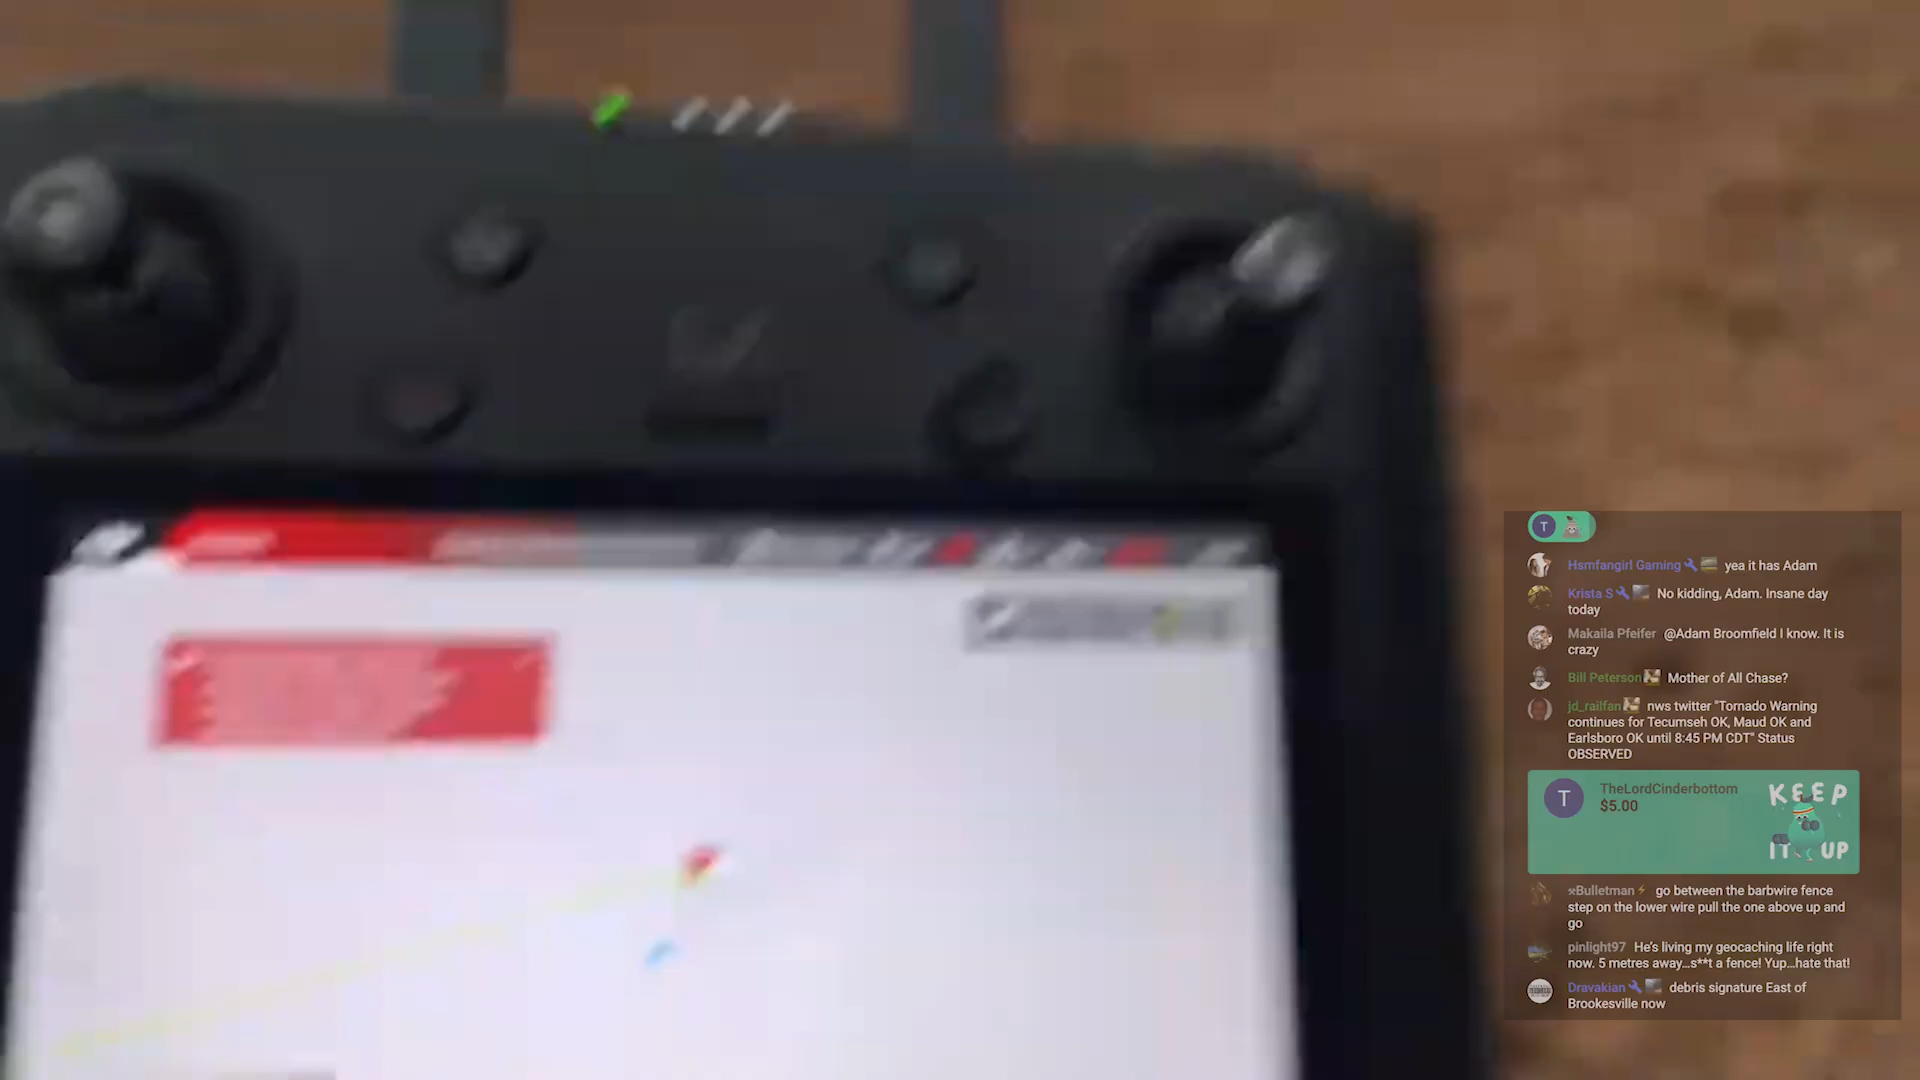 T
Hsmfangirl Gaming yea it has Adam
Krista S No kidding, Adam. Insane day
today
Makaila Pfeifer @Adam Broomfield I know. It is
crazy
Bill Peterson Mother of All Chase?
jd_railfan nws twitter "Tornado Warning
continues for Tecumseh OK, Maud OK and
Earlsboro OK until 8:45 PM CDT" Status
OBSERVED
T
TheLordCinderbottom
$5.00
KEEP
IT UP
Bulletman⚡ go between the barbwire fence
step on the lower wire pull the one above up and
go
pinlight97 He's living my geocaching life right
now. 5 metres away...s**t a fence! Yup...hate that!
Dravakian debris signature East of
Brookesville now